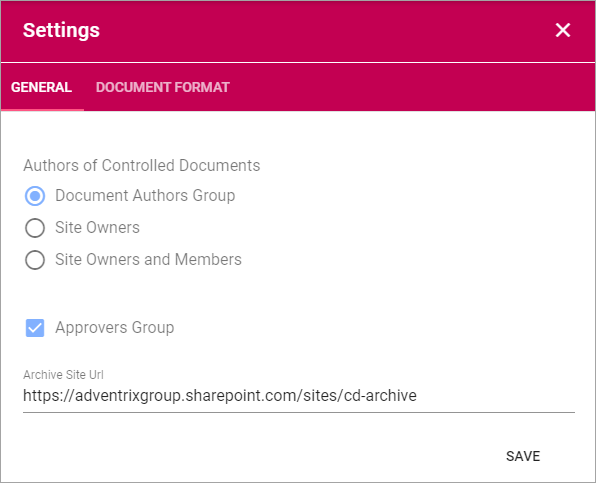 Settings
GENERAL DOCUMENT FORMAT
Authors of Controlled Documents
Document Authors Group
Site Owners
Site Owners and Members
Approvers Group
Archive Site Url
https://adventrixgroup.sharepoint.com/sites/cd-archive
SAVE